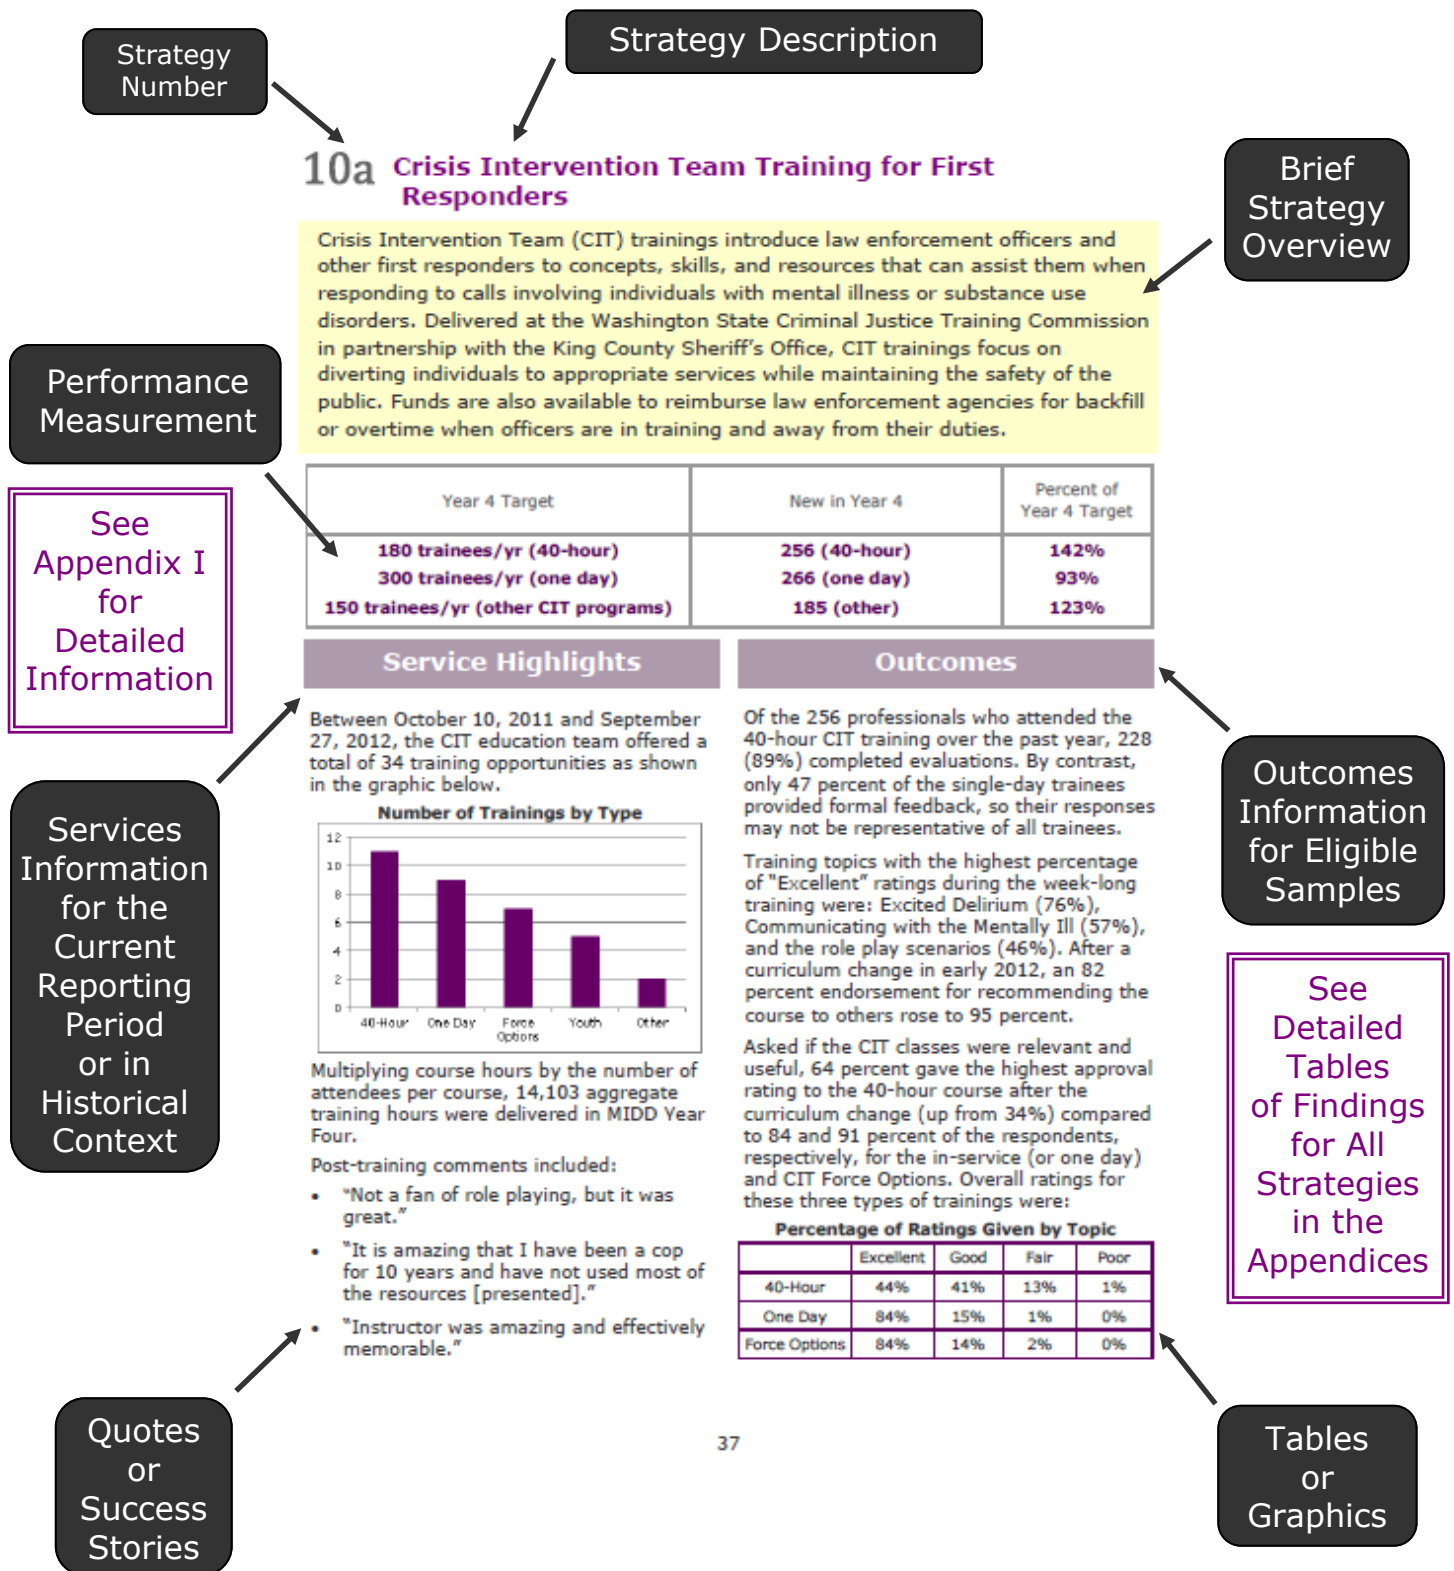 Strategy
Number
Strategy Description
10a Crisis Intervention Team Training for First
Responders
Brief
Strategy
Overview
Crisis Intervention Team (CIT) trainings introduce law enforcement officers and
other first responders to concepts, skills, and resources that can assist them when
responding to calls involving individuals with mental illness or substance use
disorders. Delivered at the Washington State Criminal Justice Training Commission
in partnership with the King County Sheriff's Office, CIT trainings focus on
diverting individuals to appropriate services while maintaining the safety of the
public. Funds are also available to reimburse law enforcement agencies for backfill
or overtime when officers are in training and away from their duties.
Performance
Measurement
See
Appendix I
for
Detailed
Information
Year 4 Target New in Year 4 Percent of
Year 4 Target
180 trainees/yr (40-hour) 256 (40-hour) 142%
300 trainees/yr (one day) 266 (one day) 93%
150 trainees/yr (other CIT programs) 185 (other) 123%
Service Highlights
Between October 10, 2011 and September
27, 2012, the CIT education team offered a
total of 34 training opportunities as shown
in the graphic below.
Number of Trainings by Type
12
10
8
6
4
2
0
40-Hour One Day Force Youth Other
Options
Multiplying course hours by the number of
attendees per course, 14,103 aggregate
training hours were delivered in MIDD Year
Four.
Post-training comments included:
• "Not a fan of role playing, but it was
great."
• "It is amazing that I have been a cop
for 10 years and have not used most of
the resources [presented]."
• "Instructor was amazing and effectively
memorable."
Outcomes
Of the 256 professionals who attended the
40-hour CIT training over the past year, 228
(89%) completed evaluations. By contrast,
only 47 percent of the single-day trainees
provided formal feedback, so their responses
may not be representative of all trainees.
Training topics with the highest percentage
of "Excellent" ratings during the week-long
training were: Excited Delirium (76%),
Communicating with the Mentally Ill (57%),
and the role play scenarios (46%). After a
curriculum change in early 2012, an 82
percent endorsement for recommending the
course to others rose to 95 percent.
Asked if the CIT classes were relevant and
useful, 64 percent gave the highest approval
rating to the 40-hour course after the
curriculum change (up from 34%) compared
to 84 and 91 percent of the respondents,
respectively, for the in-service (or one day)
and CIT Force Options. Overall ratings for
these three types of trainings were:
Percentage of Ratings Given by Topic
Excellent Good Fair Poor
40-Hour 44% 41% 13% 1%
One Day 84% 15% 1% 0%
Force Options 84% 14% 2% 0%
Services
Information
for the
Current
Reporting
Period
or in
Historical
Context
Outcomes
Information
for Eligible
Samples
See
Detailed
Tables
of Findings
for All
Strategies
in the
Appendices
Quotes
or
Success
Stories
37
Tables
or
Graphics